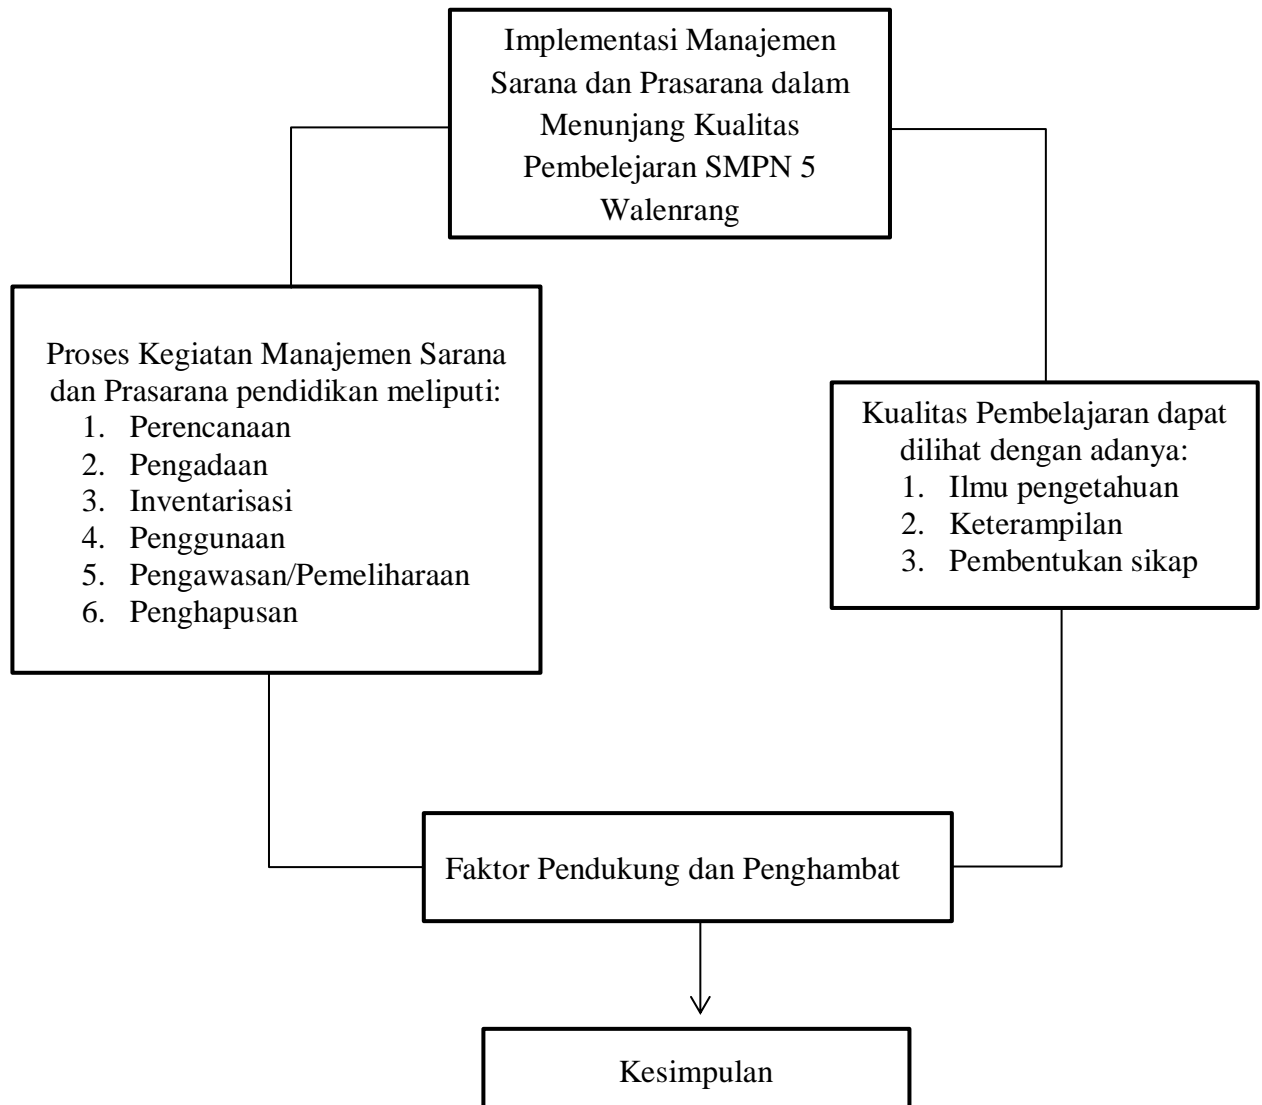 Implementasi Manajemen
Sarana dan Prasarana dalam
Menunjang Kualitas
Pembelejaran SMPN 5
Walenrang
Proses Kegiatan Manajemen Sarana
dan Prasarana pendidikan meliputi:
1. Perencanaan
2. Pengadaan
3. Inventarisasi
4. Penggunaan
5. Pengawasan/Pemeliharaan
6. Penghapusan
Kualitas Pembelajaran dapat
dilihat dengan adanya:
1. Ilmu pengetahuan
2. Keterampilan
3. Pembentukan sikap
Faktor Pendukung dan Penghambat
Kesimpulan